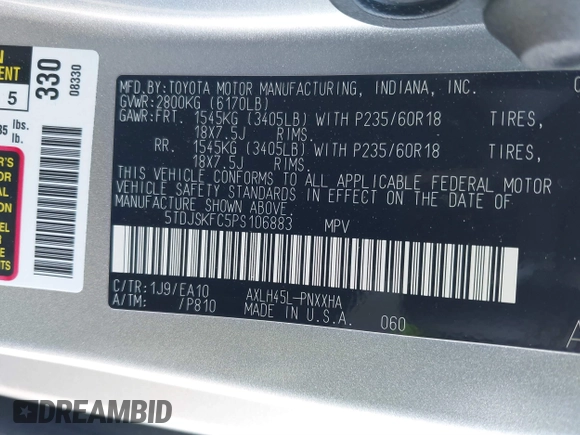 MFD.BY:TOYOTA MOTOR MANUFACTURING, INDIANA, INC.
GVWR:2800KG (6170LB)
GAWR:FRT. 1545KG (3405LB) WITH P235/60R18 TIRES,
18X7.5J RIMS.
RR. 1545KG (3405LB) WITH P235/60R18 TIRES,
18X7.5J RIMS.
THIS VEHICLE CONFORMS TO ALL APPLICABLE FEDERAL MOTOR
VEHICLE SAFETY STANDARDS IN EFFECT ON THE DATE OF
MANUFACTURE SHOWN ABOVE.
5TDJSKFC5PS106883 MPV
C/TR:1J9/EA10 AXLH45L-PNXXHA
A/TM: /P810 MADE IN U.S.A. 060
5
330
08330
lbs.
lb.
DREAMBID